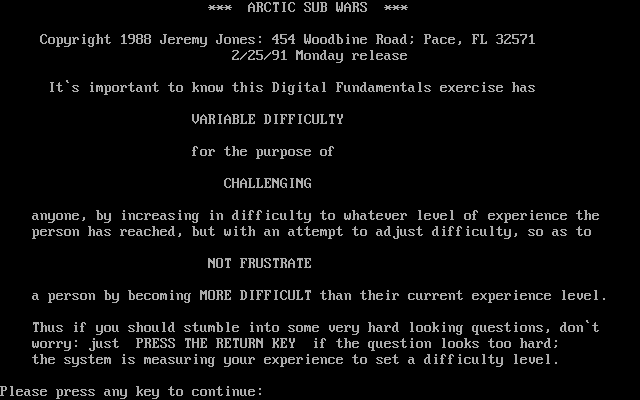 *** ARCTIC SUB WARS ***
Copyright 1988 Jeremy Jones: 454 Woodbine Road; Pace, FL 32571
2/25/91 Monday release
It`s important to know this Digital Fundamentals exercise has
VARIABLE DIFFICULTY
for the purpose of
CHALLENGING
anyone, by increasing in difficulty to whatever level of experience the
person has reached, but with an attempt to adjust difficulty, so as to
NOT FRUSTRATE
a person by becoming MORE DIFFICULT than their current experience level.
Thus if you should stumble into some very hard looking questions, don`t
worry: just  PRESS THE RETURN KEY  if the question looks too hard;
the system is measuring your experience to set a difficulty level.
Please press any key to continue: